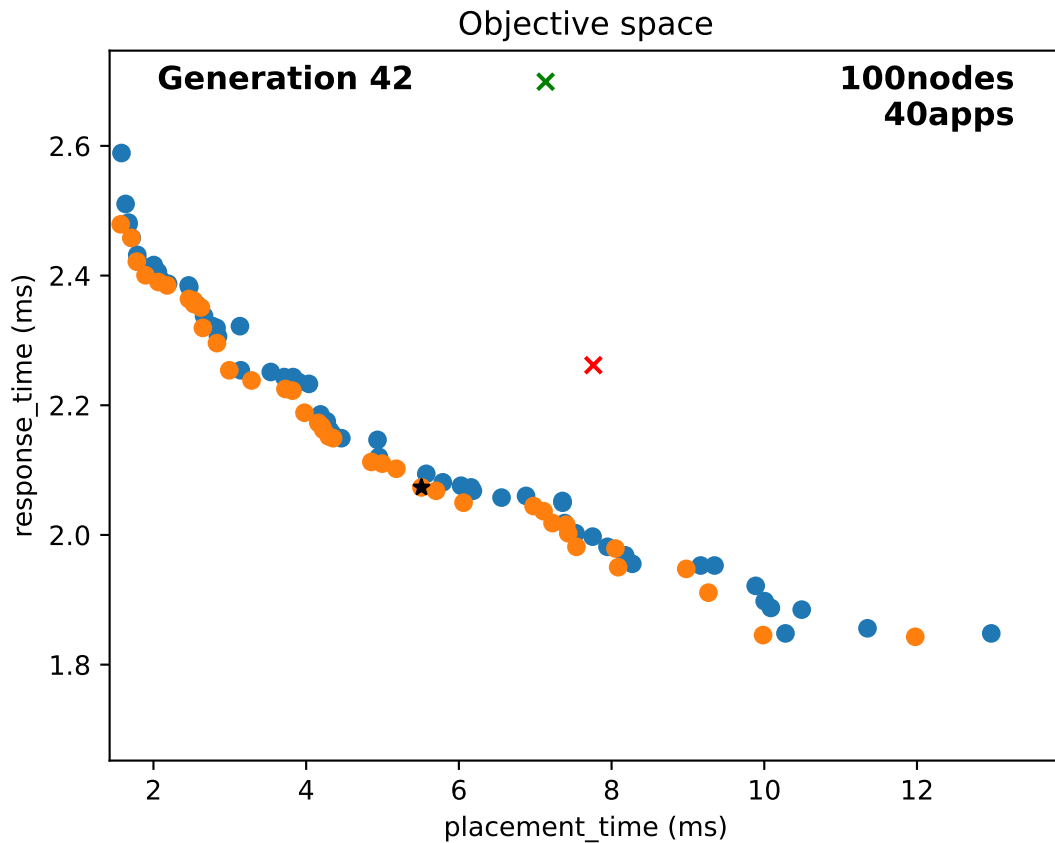 Objective space
Generation 42
100nodes
40apps
2.6
2.4
2.2
2.0
1.8
response_time (ms)
2 4 6 8 10 12
placement_time (ms)